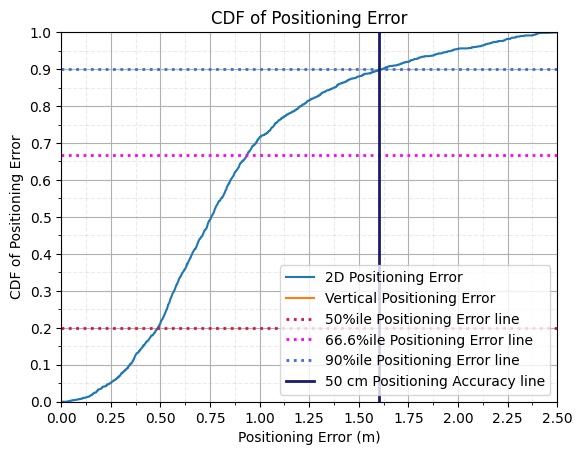 CDF of Positioning Error
CDF of Positioning Error
1.0
0.9
0.8
0.7
0.6
0.5
0.4
0.3
0.2
0.1
0.0
2D Positioning Error
Vertical Positioning Error
50%ile Positioning Error line
66.6%ile Positioning Error line
90%ile Positioning Error line
50 cm Positioning Accuracy line
0.00 0.25 0.50 0.75 1.00 1.25 1.50 1.75 2.00 2.25 2.50
Positioning Error (m)